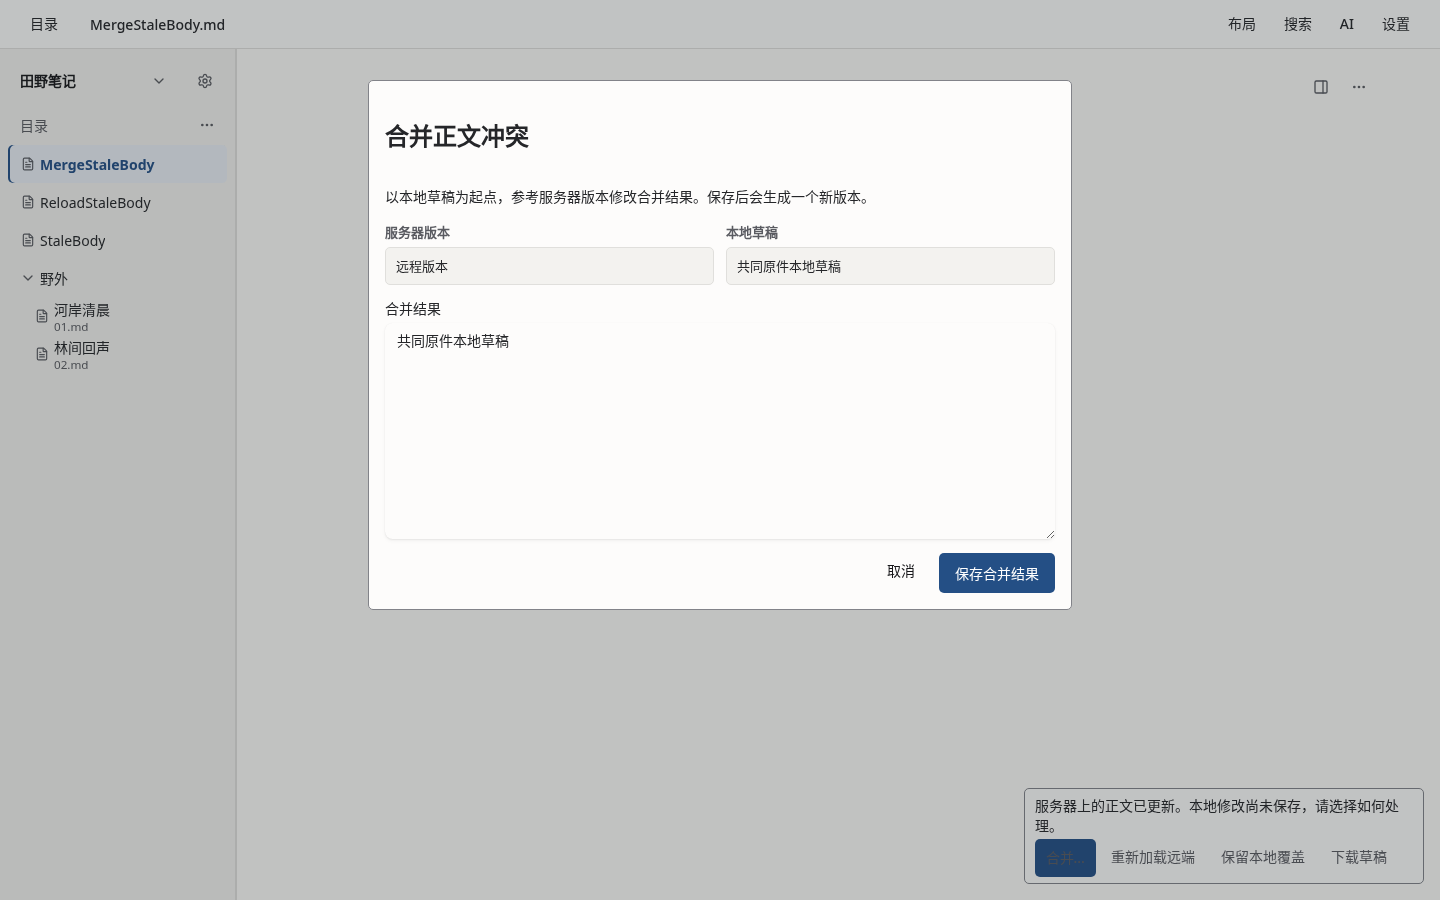 目录
MergeStaleBody.md
布局
搜索
AI
设置
田野笔记
目录
MergeStaleBody
ReloadStaleBody
StaleBody
野外
河岸清晨
01.md
林间回声
02.md
合并正文冲突
以本地草稿为起点，参考服务器版本修改合并结果。保存后会生成一个新版本。
服务器版本
本地草稿
远程版本
共同原件本地草稿
合并结果
共同原件本地草稿
取消
保存合并结果
服务器上的正文已更新。本地修改尚未保存，请选择如何处
理。
合并…
重新加载远端
保留本地覆盖
下载草稿